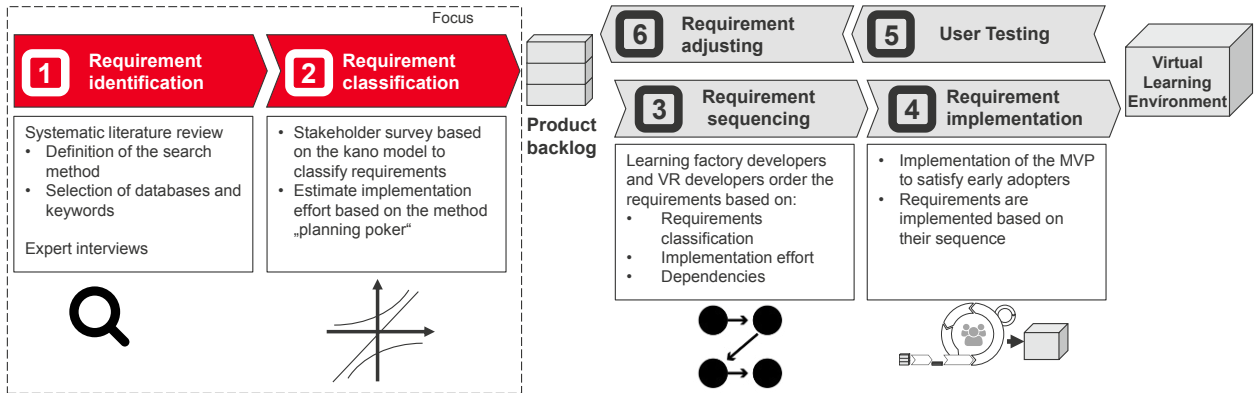 Focus
1
Requirement
identification
2
Requirement
classification
Systematic literature review
• Definition of the search
method
• Selection of databases and
keywords
Expert interviews
• Stakeholder survey based
on the kano model to
classify requirements
• Estimate implementation
effort based on the method
„planning poker“
Product
backlog
6
Requirement
adjusting
5
User Testing
3
Requirement
sequencing
4
Requirement
implementation
Learning factory developers
and VR developers order the
requirements based on:
• Requirements
classification
• Implementation effort
• Dependencies
• Implementation of the MVP
to satisfy early adopters
• Requirements are
implemented based on
their sequence
Virtual
Learning
Environment